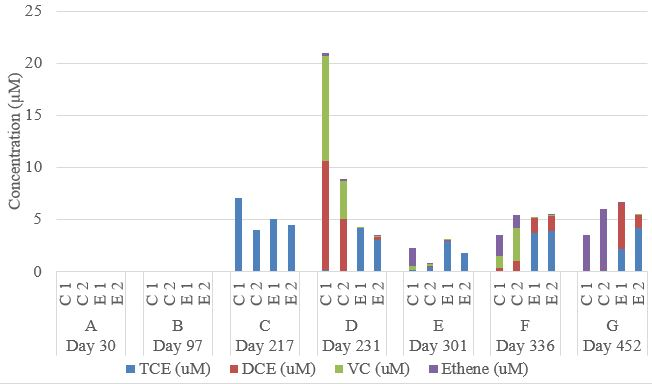 25
20
15
10
5
0
Concentration (µM)
C 1 C 2 E 1 E 2 C 1 C 2 E 1 E 2 C 1 C 2 E 1 E 2 C 1 C 2 E 1 E 2 C 1 C 2 E 1 E 2 C 1 C 2 E 1 E 2 C 1 C 2 E 1 E 2
A B C D E F G
Day 30 Day 97 Day 217 Day 231 Day 301 Day 336 Day 452
TCE (uM) DCE (uM) VC (uM) Ethene (uM)